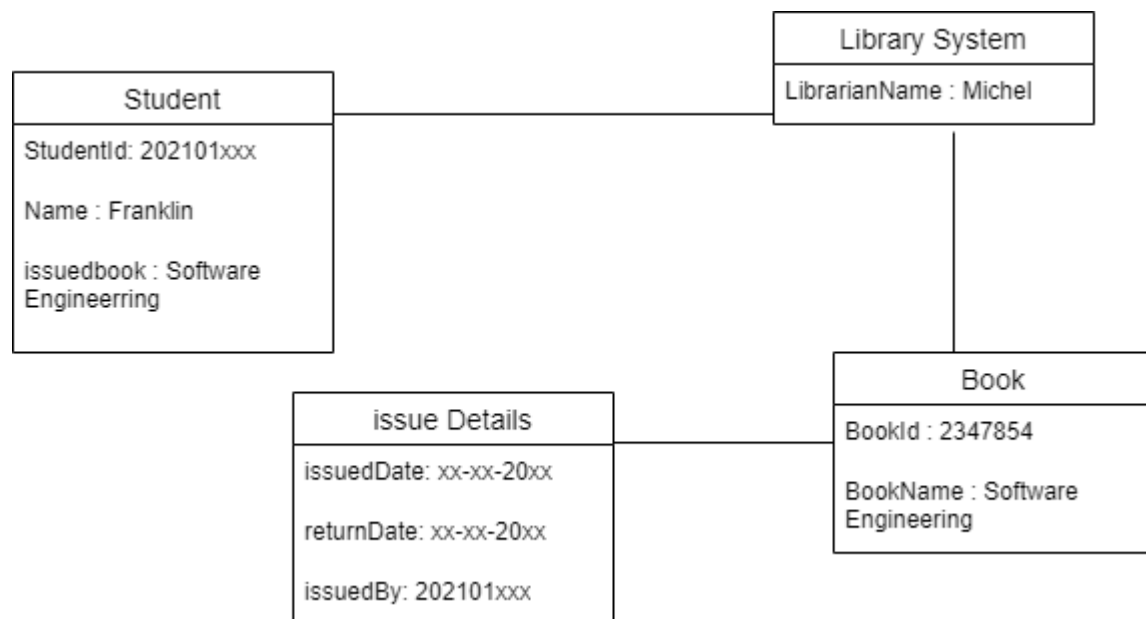 Library System
LibrarianName : Michel
Student
StudentId: 202101xxx
Name : Franklin
issuedbook : Software
Engineerring
Book
BookId : 2347854
BookName : Software
Engineering
issue Details
issuedDate: xx-xx-20xx
returnDate: xx-xx-20xx
issuedBy: 202101xxx